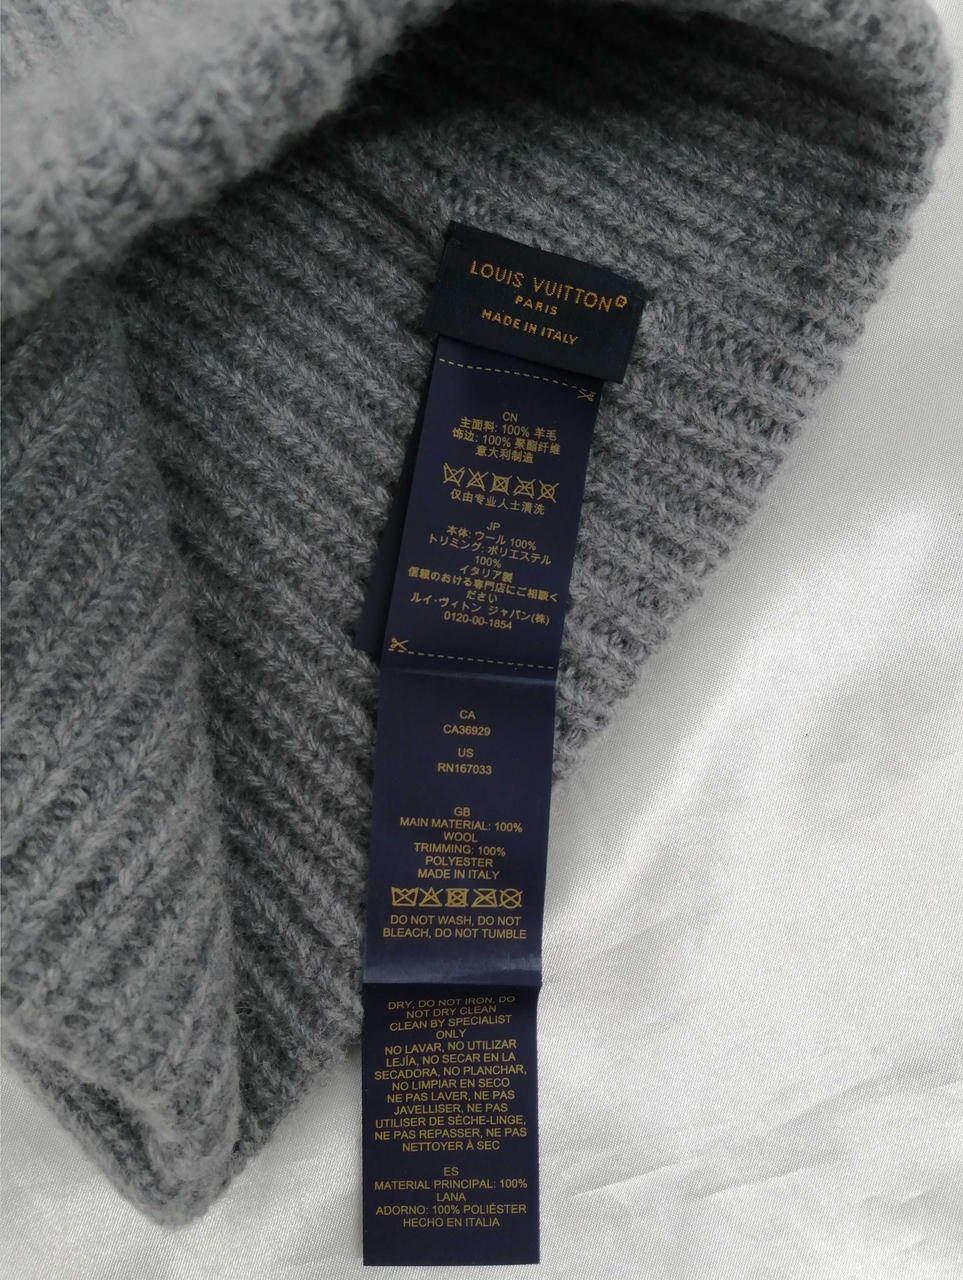 LOUIS VUITTON
PARIS
MADE IN ITALY
CN
主面料: 100% 羊毛
饰边: 100% 聚酯纤维
意大利制造
仅由专业人士清洗
JP
本体: ウール 100%
トリミング: ポリエステル
100%
イタリア製
信頼のおける専門店にご相談く
ださい
ルイ・ヴィトン ジャパン(株)
0120-00-1854
CA
CA36929
US
RN167033
GB
MAIN MATERIAL: 100%
WOOL
TRIMMING: 100%
POLYESTER
MADE IN ITALY
DO NOT WASH, DO NOT
BLEACH, DO NOT TUMBLE
DRY, DO NOT IRON, DO
NOT DRY CLEAN
CLEAN BY SPECIALIST
ONLY
NO LAVAR, NO UTILIZAR
LEJÍA, NO SECAR EN LA
SECADORA, NO PLANCHAR,
NO LIMPIAR EN SECO
NE PAS LAVER, NE PAS
JAVELLISER, NE PAS
UTILISER DE SÈCHE-LINGE,
NE PAS REPASSER, NE PAS
NETTOYER À SEC
ES
MATERIAL PRINCIPAL: 100%
LANA
ADORNO: 100% POLIÉSTER
HECHO EN ITALIA